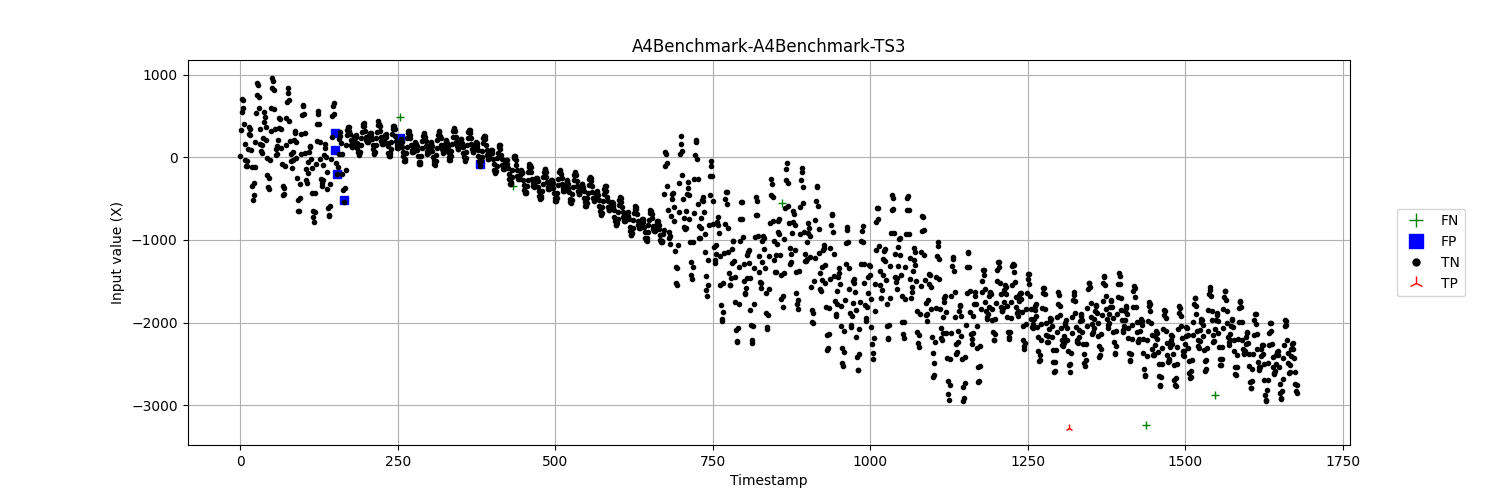 A4Benchmark-A4Benchmark-TS3
1000
0
−1000
−2000
−3000
Input value (X)
0 250 500 750 1000 1250 1500 1750
Timestamp
FN
FP
TN
TP